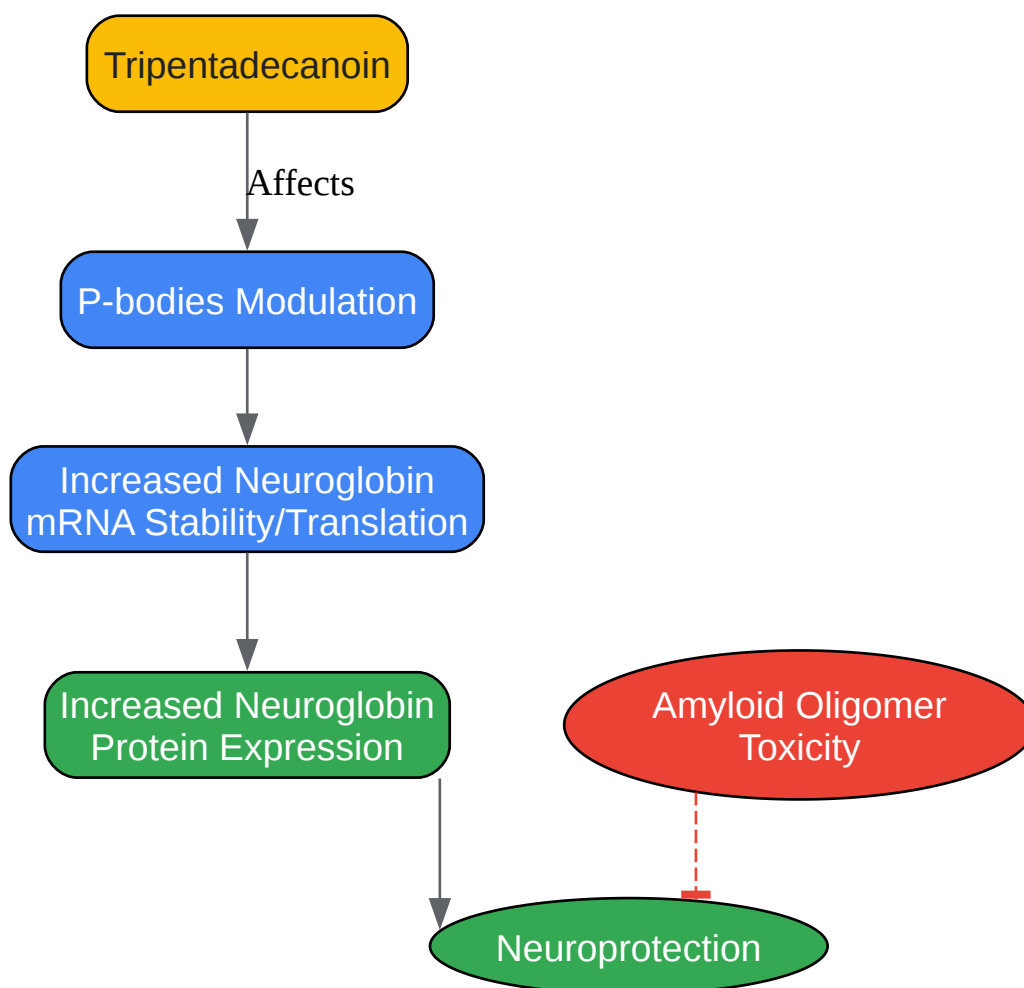 Tripentadecanoin
Affects
P-bodies Modulation
Increased Neuroglobin
mRNA Stability/Translation
Increased Neuroglobin
Protein Expression
Amyloid Oligomer
Toxicity
Neuroprotection